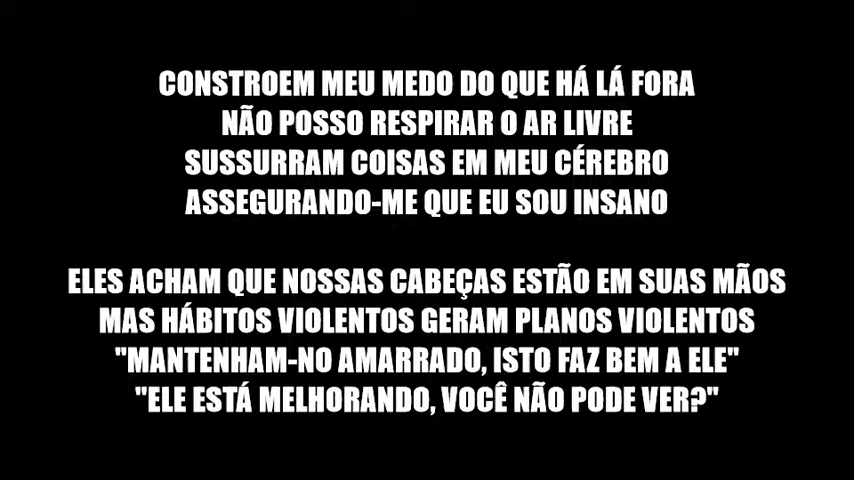 CONSTROEM MEU MEDO DO QUE HÁ LÁ FORA
NÃO POSSO RESPIRAR O AR LIVRE
SUSSURRAM COISAS EM MEU CÉREBRO
ASSEGURANDO-ME QUE EU SOU INSANO
ELES ACHAM QUE NOSSAS CABEÇAS ESTÃO EM SUAS MÃOS
MAS HÁBITOS VIOLENTOS GERAM PLANOS VIOLENTOS
"MANTENHAM-NO AMARRADO, ISTO FAZ BEM A ELE"
"ELE ESTÁ MELHORANDO, VOCÊ NÃO PODE VER?"